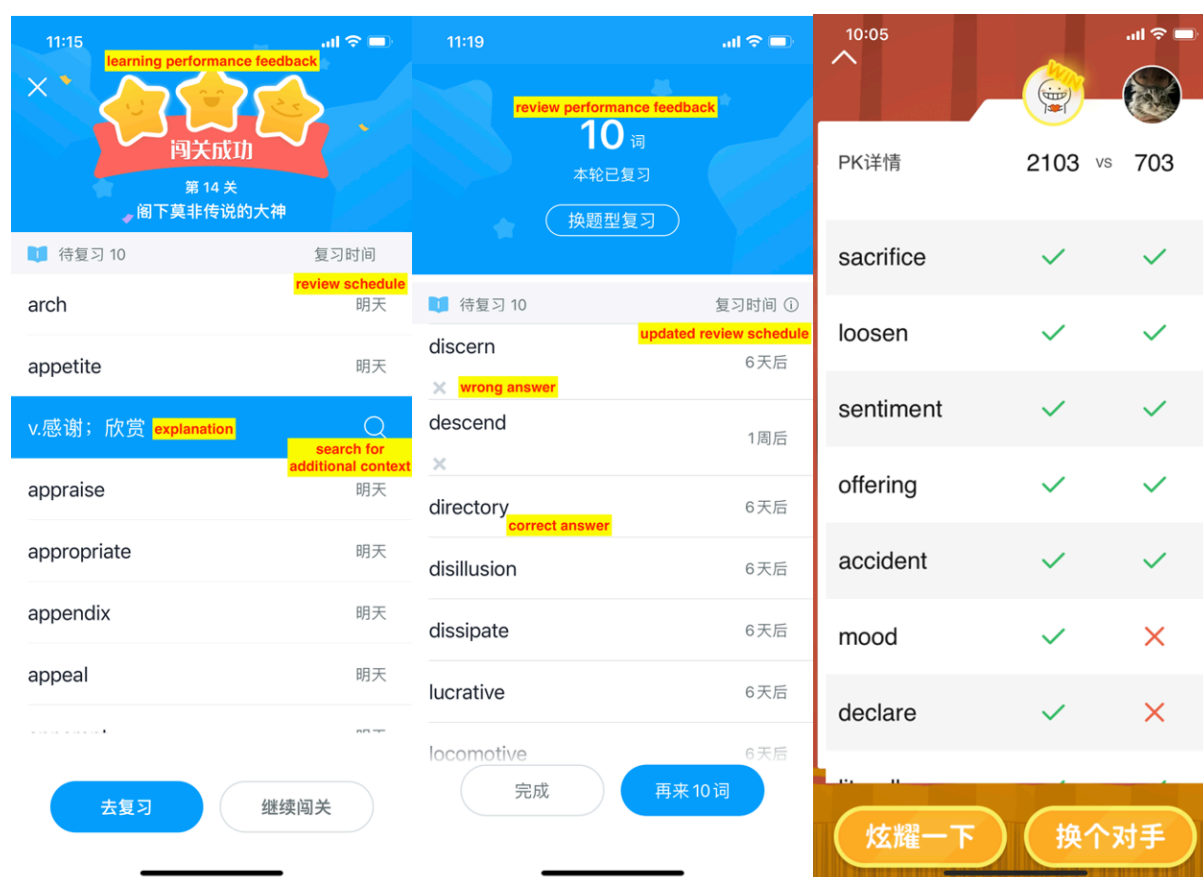 11:15
learning performance feedback
闯关成功
第 14 关
阁下莫非传说的大神
待复习 10
复习时间
review schedule
arch
明天
appetite
明天
v.感谢；欣赏
explanation
search for
additional context
appraise
明天
appropriate
明天
appendix
明天
appeal
明天
去复习
继续闯关
11:19
review performance feedback
10 词
本轮已复习
换题型复习
待复习 10
复习时间
updated review schedule
discern
6天后
wrong answer
descend
1周后
directory
6天后
correct answer
disillusion
6天后
dissipate
6天后
lucrative
6天后
locomotive
6天后
完成
再来10词
10:05
WIN
PK详情
2103 vs 703
sacrifice
loosen
sentiment
offering
accident
mood
declare
炫耀一下
换个对手